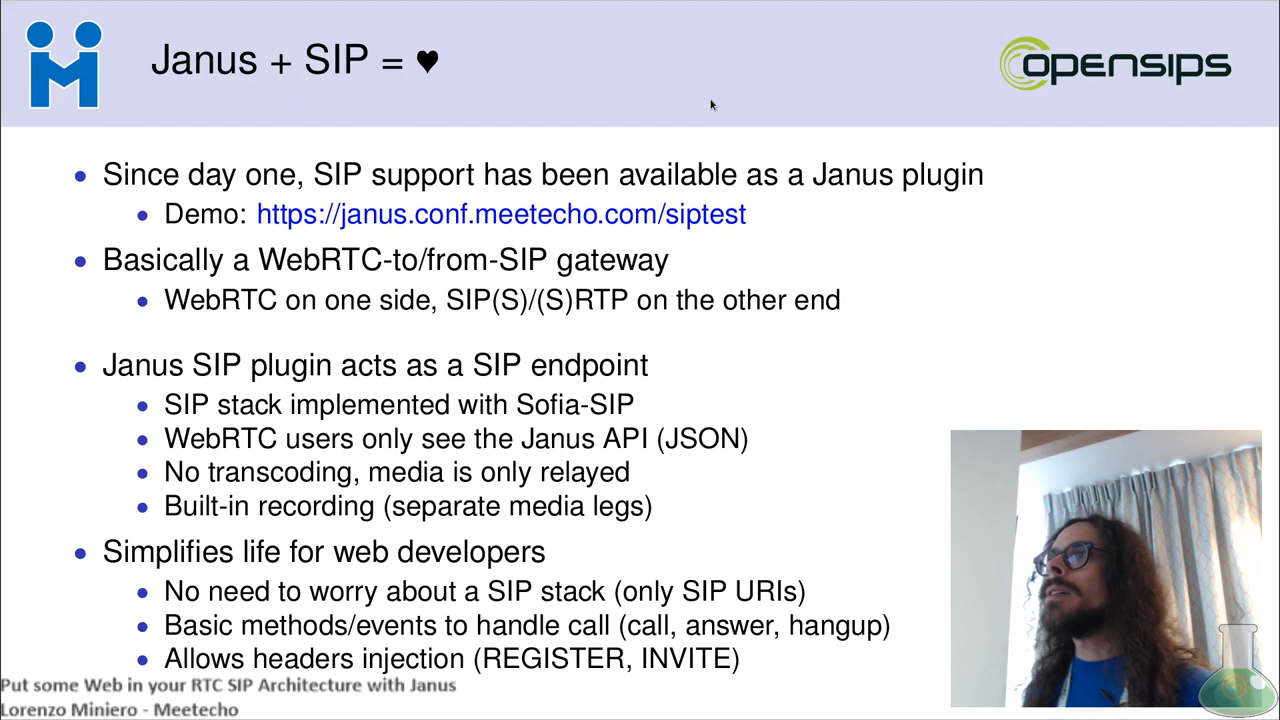 Janus + SIP = ♥
OPENSIPS
• Since day one, SIP support has been available as a Janus plugin
• Demo: https://janus.conf.meetecho.com/siptest
• Basically a WebRTC-to/from-SIP gateway
• WebRTC on one side, SIP(S)/(S)RTP on the other end
• Janus SIP plugin acts as a SIP endpoint
• SIP stack implemented with Sofia-SIP
• WebRTC users only see the Janus API (JSON)
• No transcoding, media is only relayed
• Built-in recording (separate media legs)
• Simplifies life for web developers
• No need to worry about a SIP stack (only SIP URIs)
• Basic methods/events to handle call (call, answer, hangup)
• Allows headers injection (REGISTER, INVITE)
Put some Web in your RTC SIP Architecture with Janus
Lorenzo Miniero - Meetecho